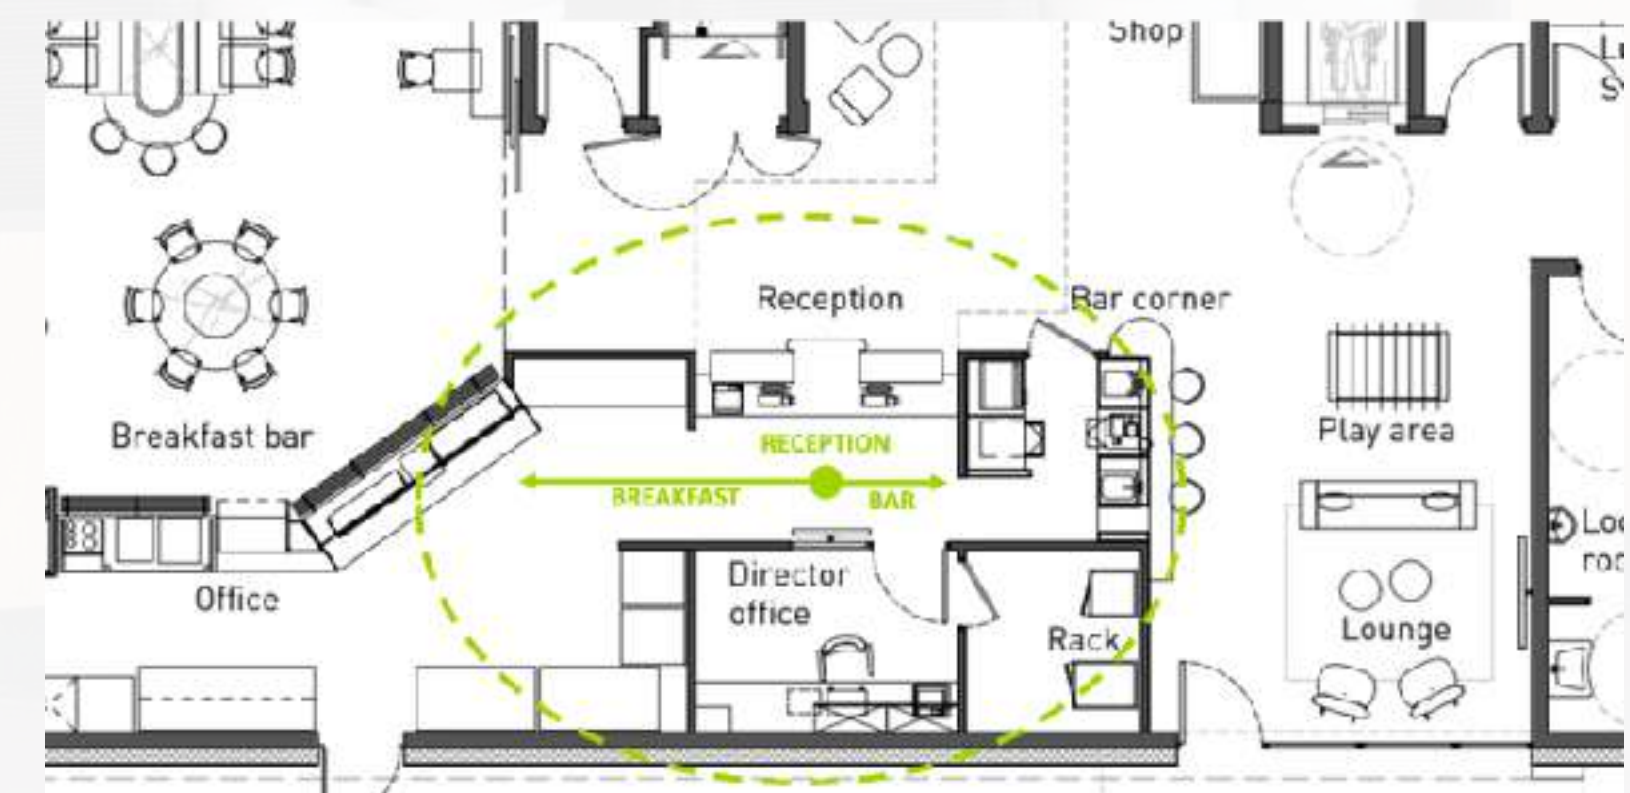 Shop
Reception
Bar corner
Breakfast bar
Play area
RECEPTION
BREAKFAST
BAR
Director
office
Office
Rack
Lounge